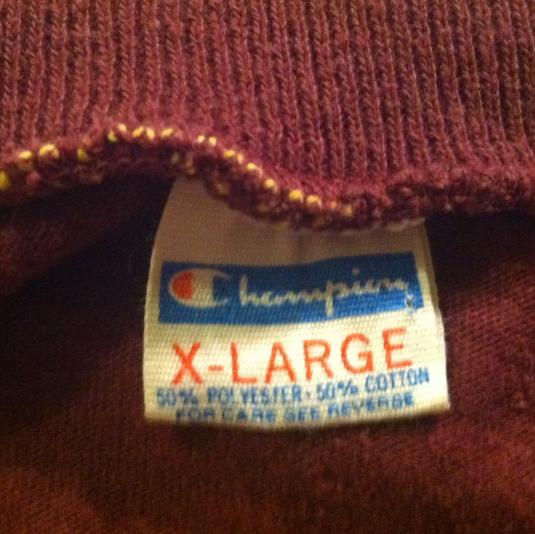 Champion
X-LARGE
50% POLYESTER · 50% COTTON
FOR CARE SEE REVERSE